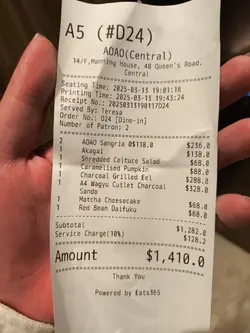 A5 (#D24)
AOAO(Central)
14/F,Manning House, 48 Queen's Road,
Central
Seating Time: 2025-03-13 19:01:18
Printing Time: 2025-03-13 19:43:24
Receipt No.: 20250313190117D24
Served By: Teresa
Order No.: D24 [Dine-in]
Number of Patron: 2
2 AOAO Sangria @$118.0 $236.0
1 Akagai $138.0
1 Shredded Celtuce Salad $68.0
1 Caramelised Pumpkin $88.0
1 Charcoal Grilled Eel $288.0
1 A4 Wagyu Cutlet Charcoal $328.0
Sando
1 Matcha Cheesecake $68.0
1 Red Bean Daifuku $68.0
Subtotal $1,282.0
Service Charge(10%) $128.2
Amount $1,410.0
Thank You
Powered by Eats365